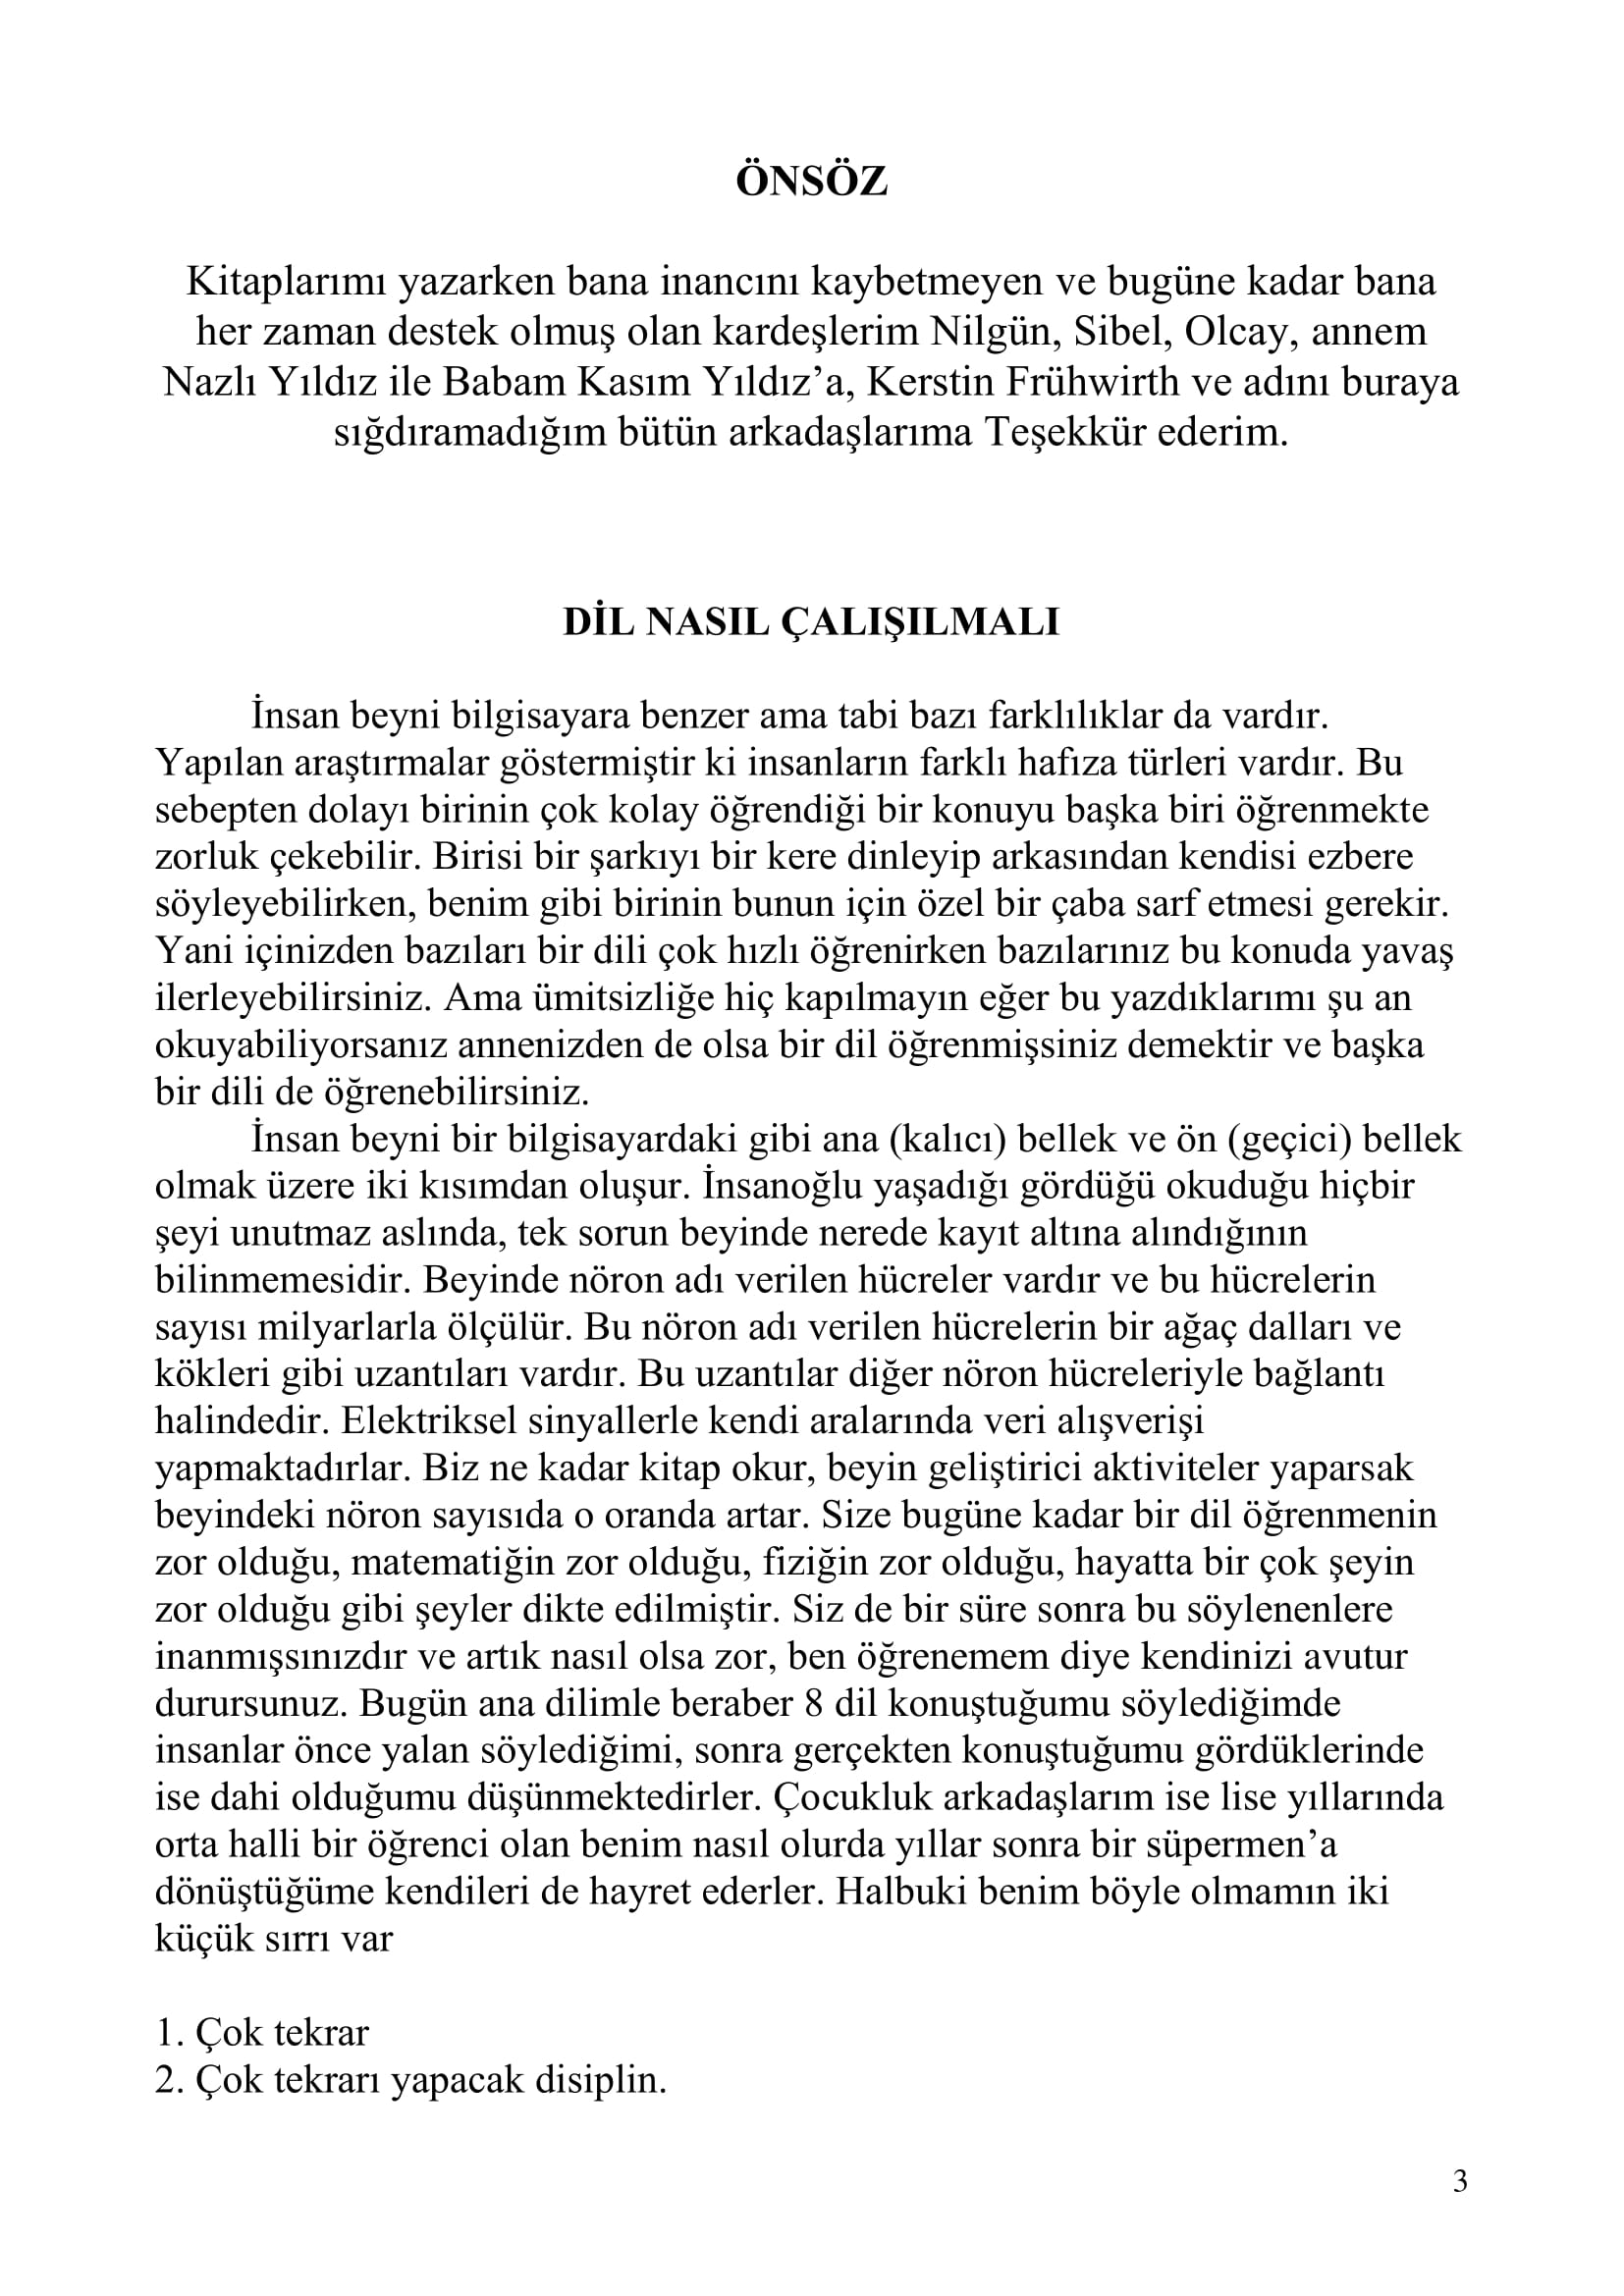 ÖNSÖZ
Kitaplarımı yazarken bana inancını kaybetmeyen ve bugüne kadar bana
her zaman destek olmuş olan kardeşlerim Nilgün, Sibel, Olcay, annem
Nazlı Yıldız ile Babam Kasım Yıldız’a, Kerstin Frühwirth ve adını buraya
sığdıramadığım bütün arkadaşlarıma Teşekkür ederim.
DİL NASIL ÇALIŞILMALI
İnsan beyni bilgisayara benzer ama tabi bazı farklılıklar da vardır.
Yapılan araştırmalar göstermiştir ki insanların farklı hafıza türleri vardır. Bu
sebepten dolayı birinin çok kolay öğrendiği bir konuyu başka biri öğrenmekte
zorluk çekebilir. Birisi bir şarkıyı bir kere dinleyip arkasından kendisi ezbere
söyleyebilirken, benim gibi birinin bunun için özel bir çaba sarf etmesi gerekir.
Yani içinizden bazıları bir dili çok hızlı öğrenirken bazılarınız bu konuda yavaş
ilerleyebilirsiniz. Ama ümitsizliğe hiç kapılmayın eğer bu yazdıklarımı şu an
okuyabiliyorsanız annenizden de olsa bir dil öğrenmişsiniz demektir ve başka
bir dili de öğrenebilirsiniz.
İnsan beyni bir bilgisayardaki gibi ana (kalıcı) bellek ve ön (geçici) bellek
olmak üzere iki kısımdan oluşur. İnsanoğlu yaşadığı gördüğü okuduğu hiçbir
şeyi unutmaz aslında, tek sorun beyinde nerede kayıt altına alındığının
bilinmemesidir. Beyinde nöron adı verilen hücreler vardır ve bu hücrelerin
sayısı milyarlarla ölçülür. Bu nöron adı verilen hücrelerin bir ağaç dalları ve
kökleri gibi uzantıları vardır. Bu uzantılar diğer nöron hücreleriyle bağlantı
halindedir. Elektriksel sinyallerle kendi aralarında veri alışverişi
yapmaktadırlar. Biz ne kadar kitap okur, beyin geliştirici aktiviteler yaparsak
beyindeki nöron sayısıda o oranda artar. Size bugüne kadar bir dil öğrenmenin
zor olduğu, matematiğin zor olduğu, fiziğin zor olduğu, hayatta bir çok şeyin
zor olduğu gibi şeyler dikte edilmiştir. Siz de bir süre sonra bu söylenenlere
inanmışsınızdır ve artık nasıl olsa zor, ben öğrenemem diye kendinizi avutur
durursunuz. Bugün ana dilimle beraber 8 dil konuştuğumu söylediğimde
insanlar önce yalan söylediğimi, sonra gerçekten konuştuğumu gördüklerinde
ise dahi olduğumu düşünmektedirler. Çocukluk arkadaşlarım ise lise yıllarında
orta halli bir öğrenci olan benim nasıl olurda yıllar sonra bir süpermen’a
dönüştüğüme kendileri de hayret ederler. Halbuki benim böyle olmamın iki
küçük sırrı var
1. Çok tekrar
2. Çok tekrarı yapacak disiplin.
3